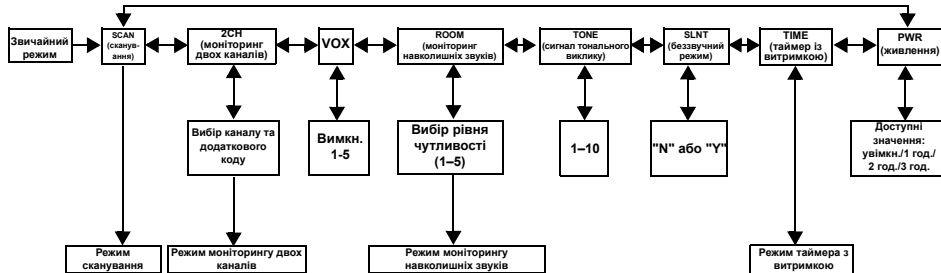 Звичайний
режим
SCAN
(сканув-
ання)
2CH
(моніторинг
двох каналів)
VOX
ROOM
(моніторинг
навколишніх звуків)
TONE
(сигнал тонального
виклику)
SLNT
(беззвучний
режим)
TIME
(таймер із
витримкою)
PWR
(живлення)
Вибір каналу та
додаткового
коду
Вимкн.
1-5
Вибір рівня
чутливості
(1–5)
1–10
"N" або "Y"
Доступні
значення:
увімкн./1 год./
2 год./3 год.
Режим
сканування
Режим моніторингу двох
каналів
Режим моніторингу
навколишніх звуків
Режим таймера з
витримкою